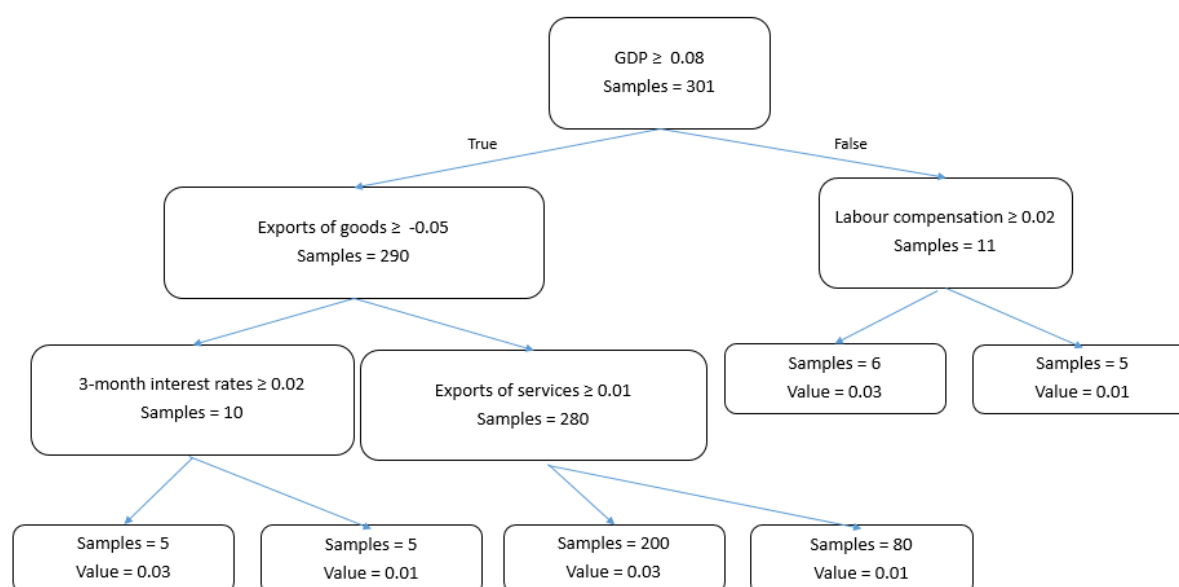 GDP ≥ 0.08
Samples = 301
True
False
Exports of goods ≥ -0.05
Samples = 290
Labour compensation ≥ 0.02
Samples = 11
3-month interest rates ≥ 0.02
Samples = 10
Exports of services ≥ 0.01
Samples = 280
Samples = 6
Value = 0.03
Samples = 5
Value = 0.01
Samples = 5
Value = 0.03
Samples = 5
Value = 0.01
Samples = 200
Value = 0.03
Samples = 80
Value = 0.01